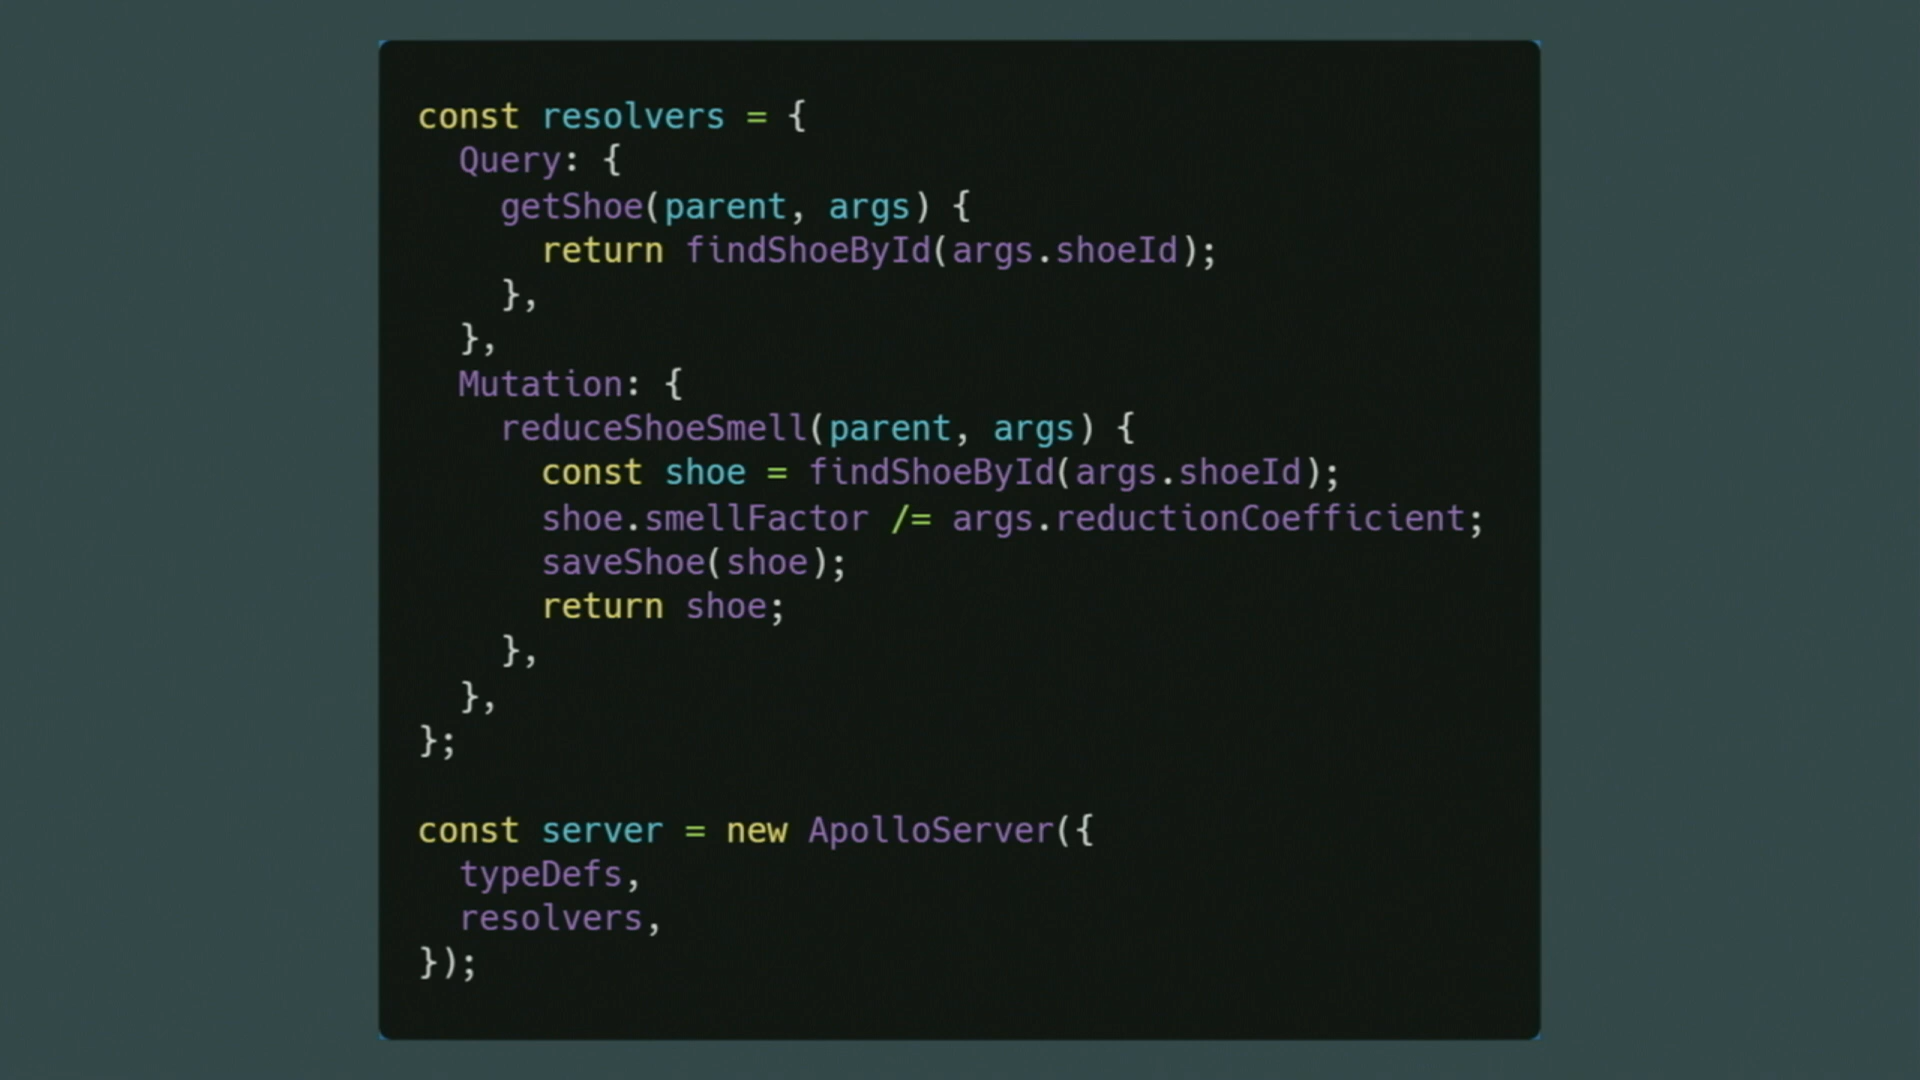 const resolvers = {
  Query: {
    getShoe(parent, args) {
      return findShoeById(args.shoeId);
    },
  },
  Mutation: {
    reduceShoeSmell(parent, args) {
      const shoe = findShoeById(args.shoeId);
      shoe.smellFactor /= args.reductionCoefficient;
      saveShoe(shoe);
      return shoe;
    },
  },
};

const server = new ApolloServer({
  typeDefs,
  resolvers,
});